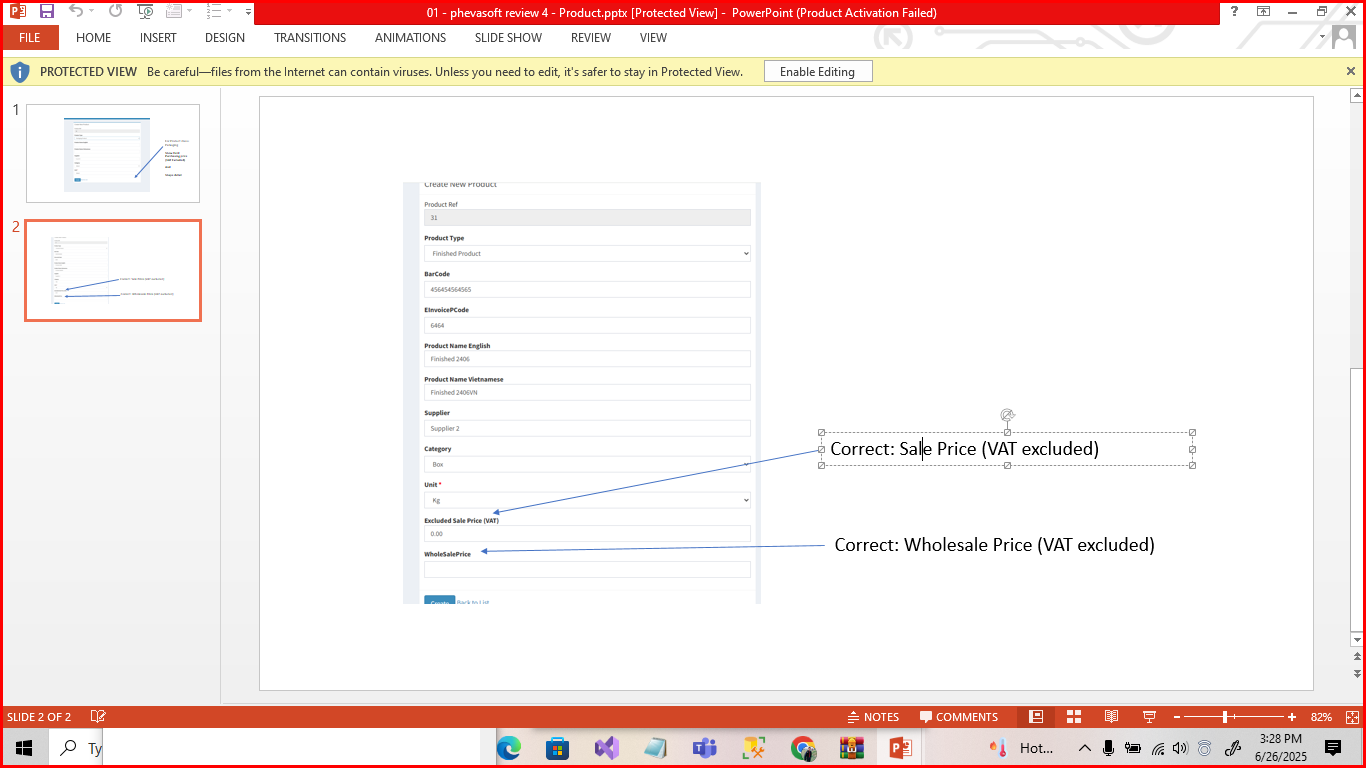 01 - phevasoft review 4 - Product.pptx [Protected View] - PowerPoint (Product Activation Failed)
FILE HOME INSERT DESIGN TRANSITIONS ANIMATIONS SLIDE SHOW REVIEW VIEW
PROTECTED VIEW Be careful—files from the Internet can contain viruses. Unless you need to edit, it's safer to stay in Protected View. Enable Editing
1
2
Create New Product
Product Ref
31
Product Type
Finished Product
BarCode
456454564565
EInvoicePCode
6464
Product Name English
Finished 2406
Product Name Vietnamese
Finished 2406VN
Supplier
Supplier 2
Category
Box
Unit *
Kg
Excluded Sale Price (VAT)
0.00
WholeSalePrice
Create Back to List
Correct: Sale Price (VAT excluded)
Correct: Wholesale Price (VAT excluded)
SLIDE 2 OF 2 NOTES COMMENTS 82%
Ty
Hot...
3:28 PM
6/26/2025